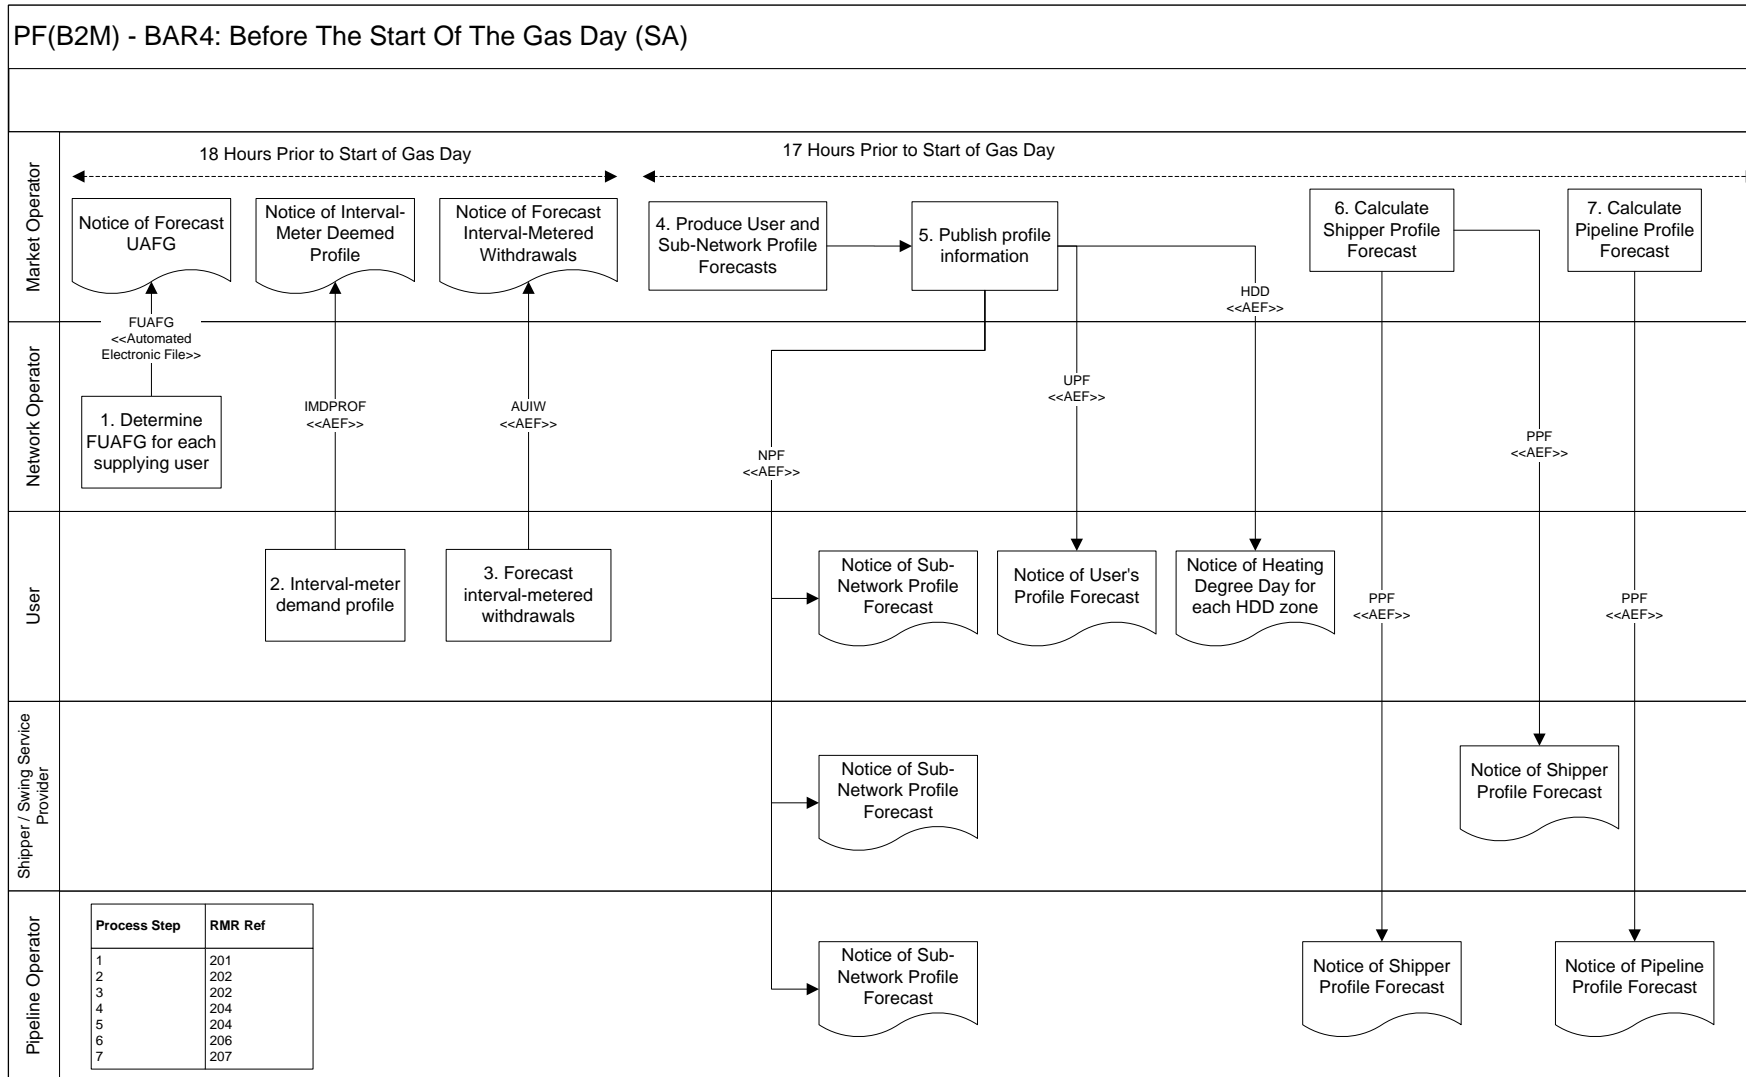 PF(B2M) - BAR4: Before The Start Of The Gas Day (SA)
Market Operator
18 Hours Prior to Start of Gas Day
17 Hours Prior to Start of Gas Day
Notice of Forecast
UAFG
Notice of Interval-
Meter Deemed
Profile
Notice of Forecast
Interval-Metered
Withdrawals
4. Produce User and
Sub-Network Profile
Forecasts
5. Publish profile
information
6. Calculate
Shipper Profile
Forecast
7. Calculate
Pipeline Profile
Forecast
HDD
<<AEF>>
FUAFG
<<Automated
Electronic File>>
Network Operator
1. Determine
FUAFG for each
supplying user
IMDPROF
<<AEF>>
AUIW
<<AEF>>
NPF
<<AEF>>
UPF
<<AEF>>
PPF
<<AEF>>
User
2. Interval-meter
demand profile
3. Forecast
interval-metered
withdrawals
Notice of Sub-
Network Profile
Forecast
Notice of User's
Profile Forecast
Notice of Heating
Degree Day for
each HDD zone
PPF
<<AEF>>
PPF
<<AEF>>
Shipper / Swing Service
Provider
Notice of Sub-
Network Profile
Forecast
Notice of Shipper
Profile Forecast
Pipeline Operator
Process Step RMR Ref
1 201
2 202
3 202
4 204
5 204
6 206
7 207
Notice of Sub-
Network Profile
Forecast
Notice of Shipper
Profile Forecast
Notice of Pipeline
Profile Forecast